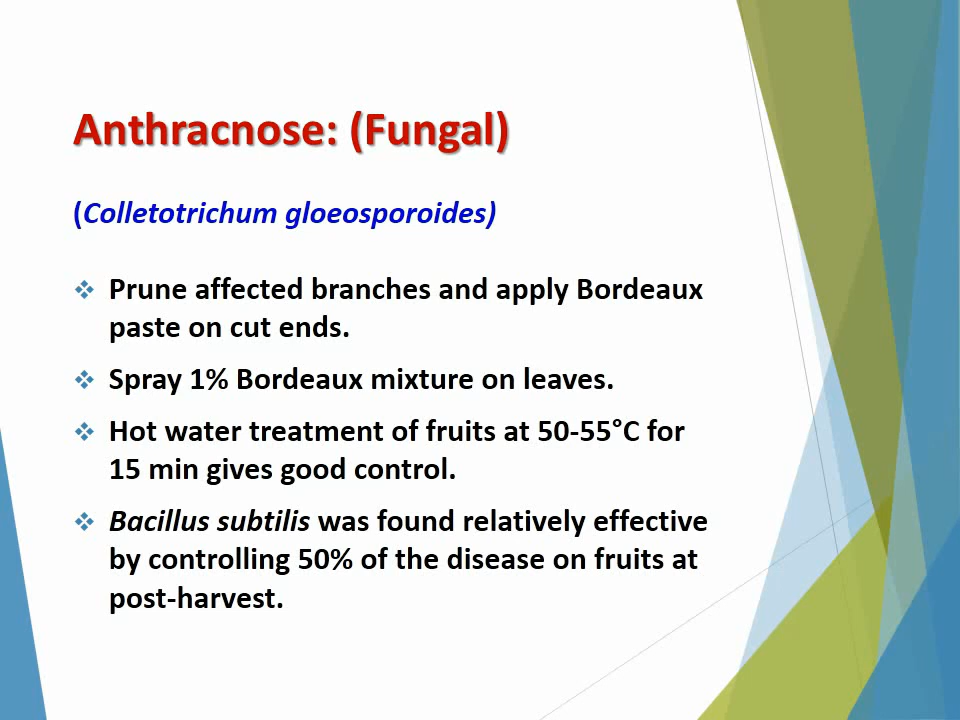 Anthracnose: (Fungal)
(Colletotrichum gloeosporoides)
❖ Prune affected branches and apply Bordeaux
paste on cut ends.
❖ Spray 1% Bordeaux mixture on leaves.
❖ Hot water treatment of fruits at 50-55°C for
15 min gives good control.
❖ Bacillus subtilis was found relatively effective
by controlling 50% of the disease on fruits at
post-harvest.